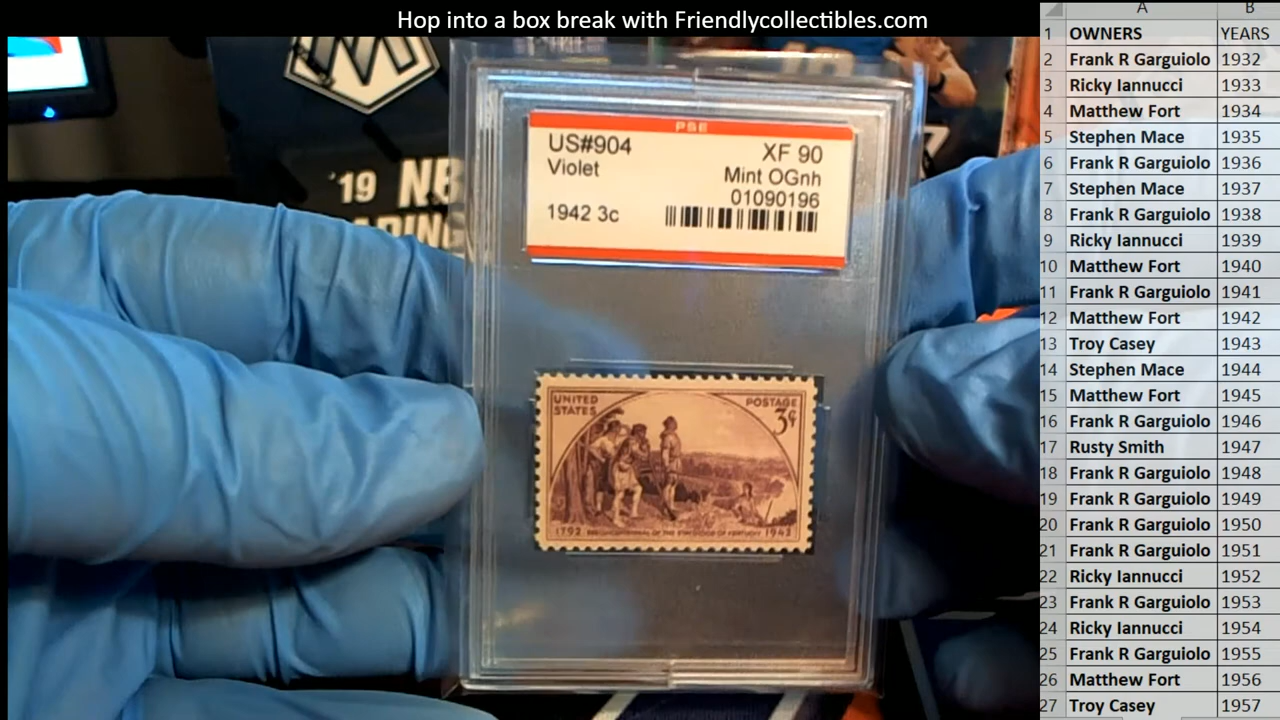 Hop into a box break with Friendlycollectibles.com
'19 NB
PSE
US#904
XF 90
Violet
Mint OGnh
01090196
1942 3c
UNITED STATES
POSTAGE
3¢
1792
OF THE STATEHOOD OF KENTUCKY 1942
A B
1 OWNERS YEARS
2 Frank R Garguiolo 1932
3 Ricky Iannucci 1933
4 Matthew Fort 1934
5 Stephen Mace 1935
6 Frank R Garguiolo 1936
7 Stephen Mace 1937
8 Frank R Garguiolo 1938
9 Ricky Iannucci 1939
10 Matthew Fort 1940
11 Frank R Garguiolo 1941
12 Matthew Fort 1942
13 Troy Casey 1943
14 Stephen Mace 1944
15 Matthew Fort 1945
16 Frank R Garguiolo 1946
17 Rusty Smith 1947
18 Frank R Garguiolo 1948
19 Frank R Garguiolo 1949
20 Frank R Garguiolo 1950
21 Frank R Garguiolo 1951
22 Ricky Iannucci 1952
23 Frank R Garguiolo 1953
24 Ricky Iannucci 1954
25 Frank R Garguiolo 1955
26 Matthew Fort 1956
27 Troy Casey 1957